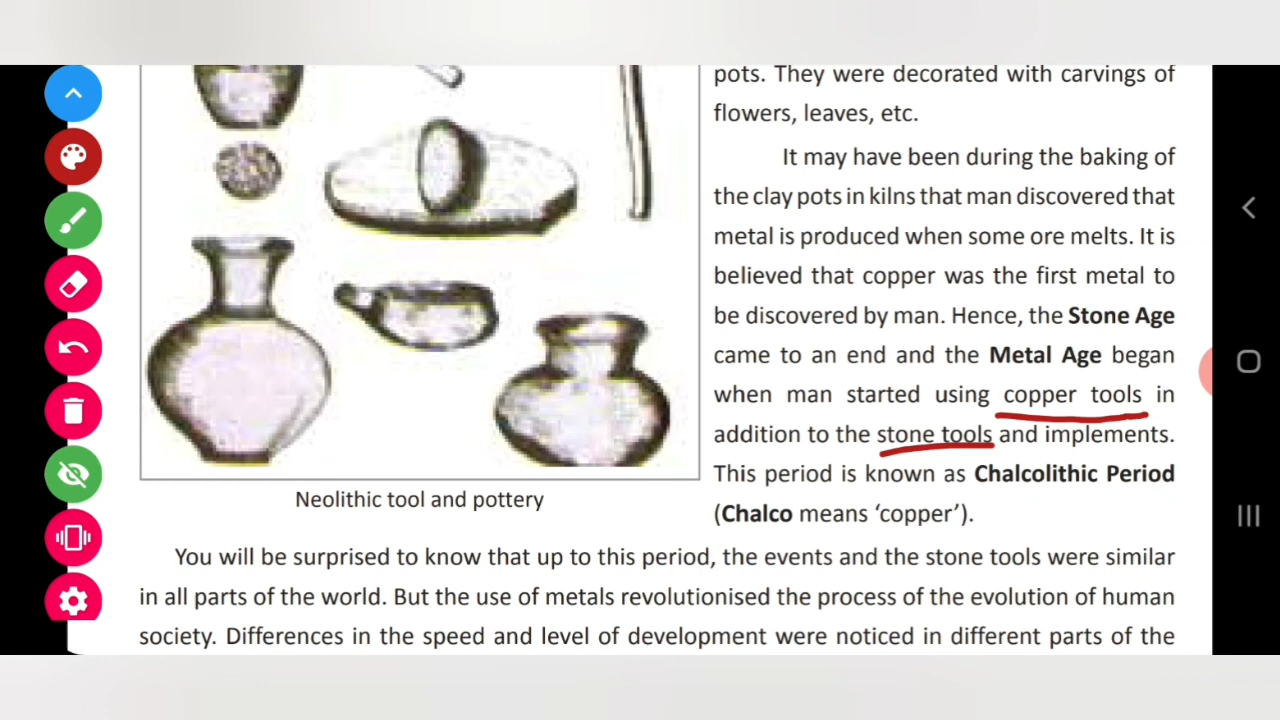 pots. They were decorated with carvings of
flowers, leaves, etc.
It may have been during the baking of
the clay pots in kilns that man discovered that
metal is produced when some ore melts. It is
believed that copper was the first metal to
be discovered by man. Hence, the Stone Age
came to an end and the Metal Age began
when man started using copper tools in
addition to the stone tools and implements.
This period is known as Chalcolithic Period
(Chalco means ‘copper’).
Neolithic tool and pottery
You will be surprised to know that up to this period, the events and the stone tools were similar
in all parts of the world. But the use of metals revolutionised the process of the evolution of human
society. Differences in the speed and level of development were noticed in different parts of the